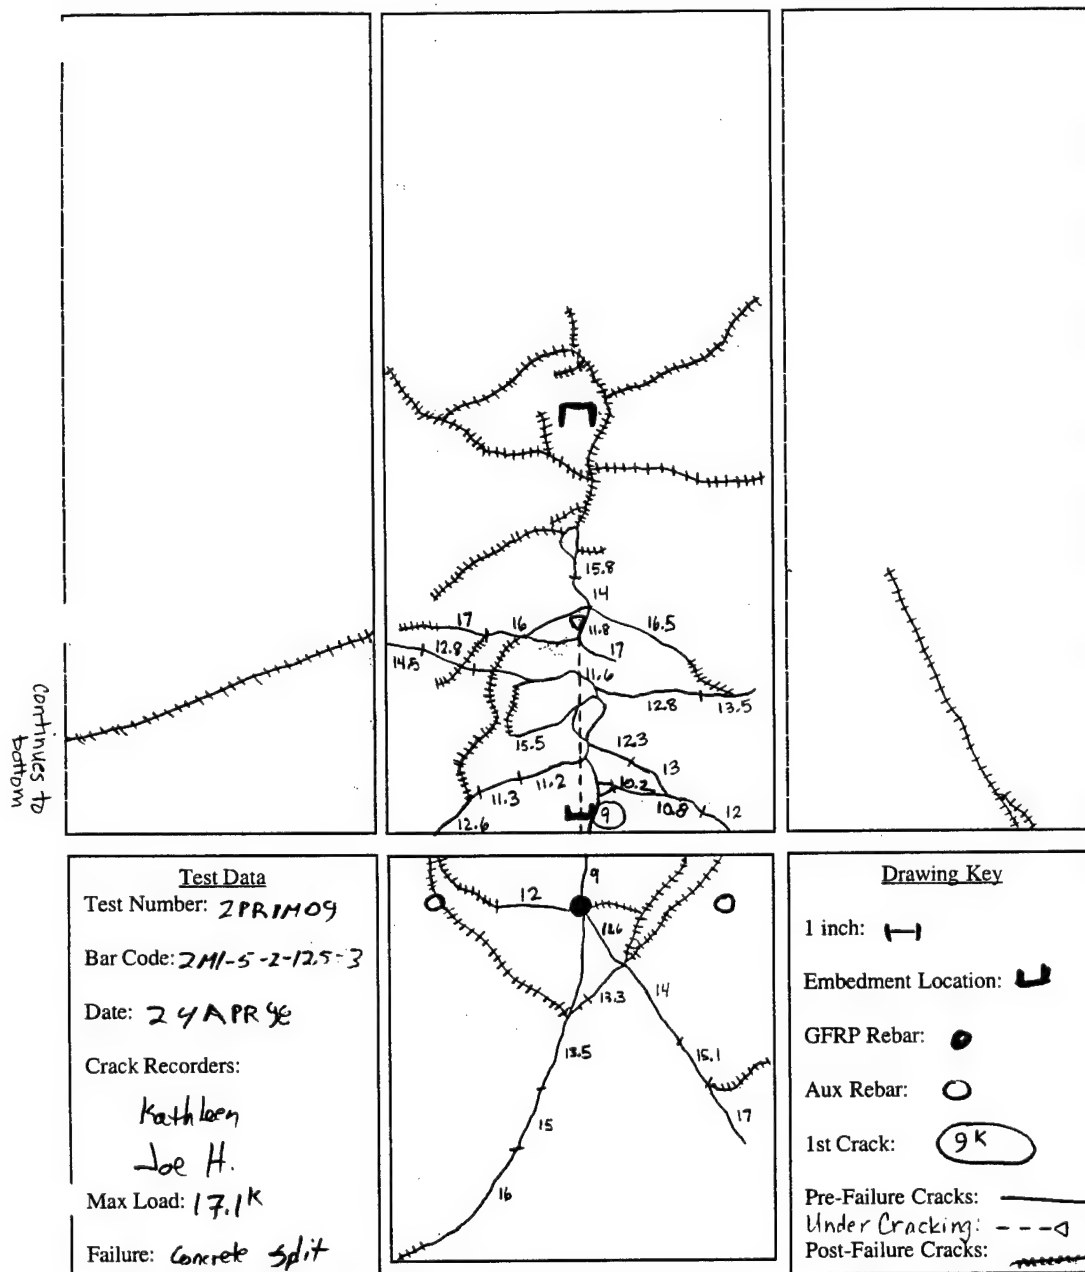 15.8
14
17
16
11.8
16.5
12.8
14.5
17
11.6
12.8
13.5
15.5
12.3
13
11.2
10.2
11.3
10.8
12.6
9
12
Continues to
bottom
Test Data
Test Number: 2PR1M09
Bar Code: 2M1-5-2-12.5-3
Date: 24APR98
Crack Recorders:
Kathleen
Joe H.
Max Load: 17.1K
Failure: Concrete Split
9
12
13.3
14
13.5
15.1
15
17
16
Drawing Key
1 inch:
Embedment Location:
GFRP Rebar:
Aux Rebar:
1st Crack: 9K
Pre-Failure Cracks:
Under Cracking:
Post-Failure Cracks: